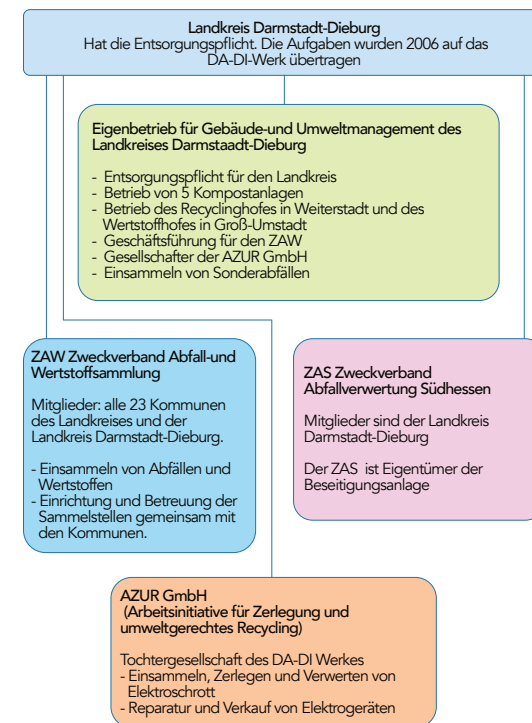 Landkreis Darmstadt-Dieburg
Hat die Entsorgungspflicht. Die Aufgaben wurden 2006 auf das
DA-DI-Werk übertragen
Eigenbetrieb für Gebäude-und Umweltmanagement des
Landkreises Darmstaadt-Dieburg
- Entsorgungspflicht für den Landkreis
- Betrieb von 5 Kompostanlagen
- Betrieb des Recyclinghofes in Weiterstadt und des
Wertstoffhofes in Groß-Umstadt
- Geschäftsführung für den ZAW
- Gesellschafter der AZUR GmbH
- Einsammeln von Sonderabfällen
ZAW Zweckverband Abfall-und
Wertstoffsammlung
Mitglieder: alle 23 Kommunen
des Landkreises und der
Landkreis Darmstadt-Dieburg.
- Einsammeln von Abfällen und
Wertstoffen
- Einrichtung und Betreuung der
Sammelstellen gemeinsam mit
den Kommunen.
ZAS Zweckverband
Abfallverwertung Südhessen
Mitglieder sind der Landkreis
Darmstadt-Dieburg
Der ZAS ist Eigentümer der
Beseitigungsanlage
AZUR GmbH
(Arbeitsinitiative für Zerlegung und
umweltgerechtes Recycling)
Tochtergesellschaft des DA-DI Werkes
- Einsammeln, Zerlegen und Verwerten von
Elektroschrott
- Reparatur und Verkauf von Elektrogeräten